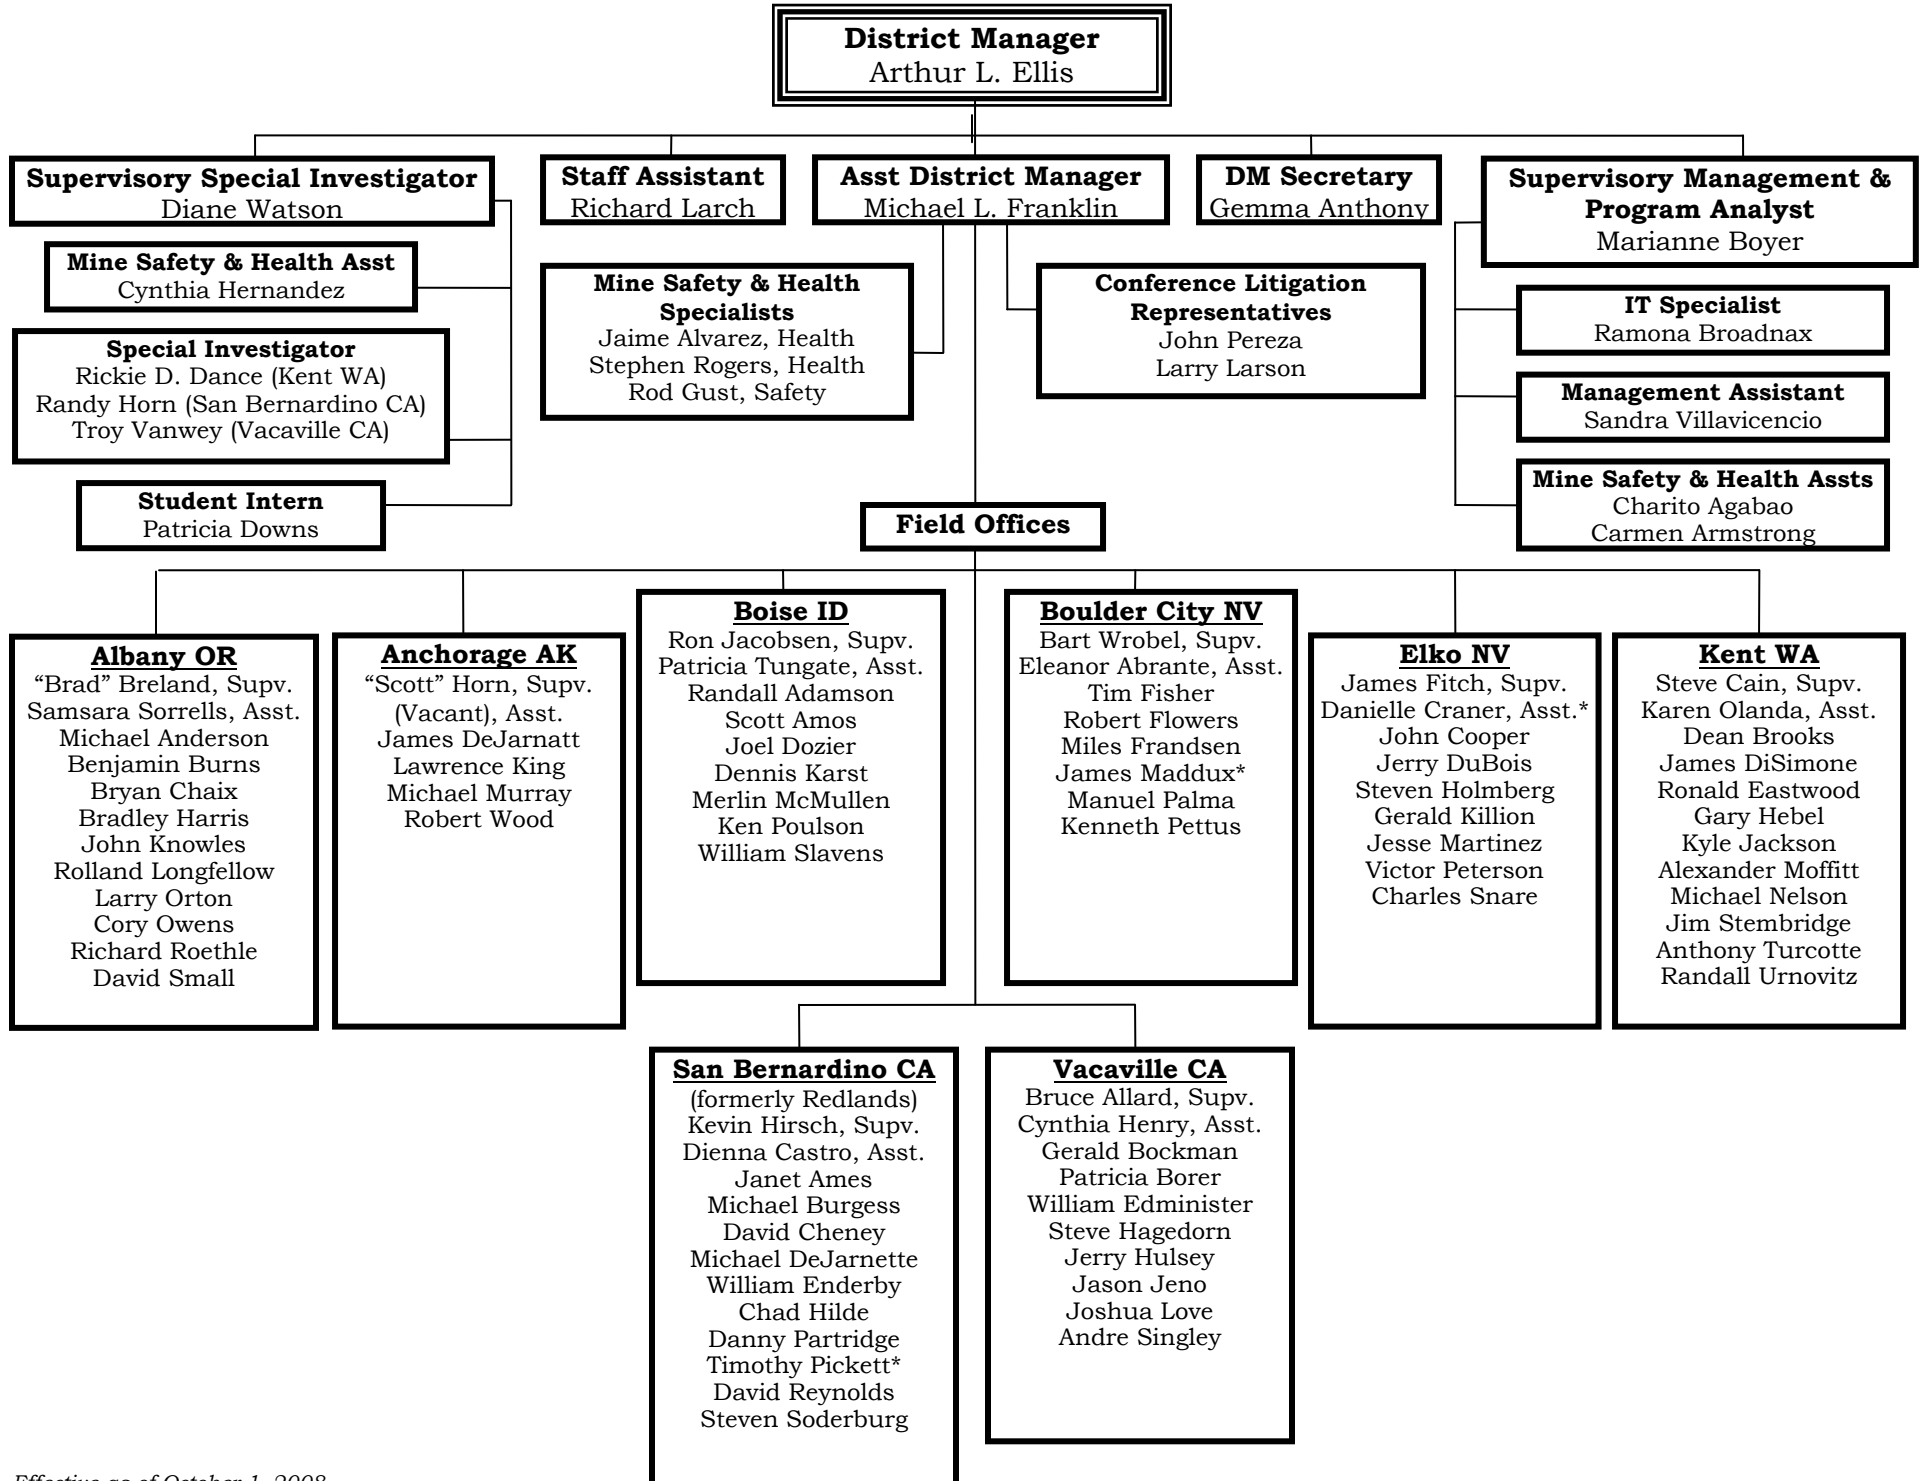 District Manager
Arthur L. Ellis
Supervisory Special Investigator
Diane Watson
Staff Assistant
Richard Larch
Asst District Manager
Michael L. Franklin
DM Secretary
Gemma Anthony
Supervisory Management &
Program Analyst
Marianne Boyer
Mine Safety & Health Asst
Cynthia Hernandez
Special Investigator
Rickie D. Dance (Kent WA)
Randy Horn (San Bernardino CA)
Troy Vanwey (Vacaville CA)
Student Intern
Patricia Downs
Mine Safety & Health
Specialists
Jaime Alvarez, Health
Stephen Rogers, Health
Rod Gust, Safety
Conference Litigation
Representatives
John Pereza
Larry Larson
IT Specialist
Ramona Broadnax
Management Assistant
Sandra Villavicencio
Mine Safety & Health Assts
Charito Agabao
Carmen Armstrong
Field Offices
Albany OR
“Brad” Breland, Supv.
Samsara Sorrells, Asst.
Michael Anderson
Benjamin Burns
Bryan Chaix
Bradley Harris
John Knowles
Rolland Longfellow
Larry Orton
Cory Owens
Richard Roethle
David Small
Anchorage AK
“Scott” Horn, Supv.
(Vacant), Asst.
James DeJarnatt
Lawrence King
Michael Murray
Robert Wood
Boise ID
Ron Jacobsen, Supv.
Patricia Tungate, Asst.
Randall Adamson
Scott Amos
Joel Dozier
Dennis Karst
Merlin McMullen
Ken Poulson
William Slavens
Boulder City NV
Bart Wrobel, Supv.
Eleanor Abrante, Asst.
Tim Fisher
Robert Flowers
Miles Frandsen
James Maddux*
Manuel Palma
Kenneth Pettus
Elko NV
James Fitch, Supv.
Danielle Craner, Asst.*
John Cooper
Jerry DuBois
Steven Holmberg
Gerald Killion
Jesse Martinez
Victor Peterson
Charles Snare
Kent WA
Steve Cain, Supv.
Karen Olanda, Asst.
Dean Brooks
James DiSimone
Ronald Eastwood
Gary Hebel
Kyle Jackson
Alexander Moffitt
Michael Nelson
Jim Stembridge
Anthony Turcotte
Randall Urnovitz
San Bernardino CA
(formerly Redlands)
Kevin Hirsch, Supv.
Dienna Castro, Asst.
Janet Ames
Michael Burgess
David Cheney
Michael DeJarnette
William Enderby
Chad Hilde
Danny Partridge
Timothy Pickett*
David Reynolds
Steven Soderburg
Vacaville CA
Bruce Allard, Supv.
Cynthia Henry, Asst.
Gerald Bockman
Patricia Borer
William Edminister
Steve Hagedorn
Jerry Hulsey
Jason Jeno
Joshua Love
Andre Singley
Effective as of October 1, 2008